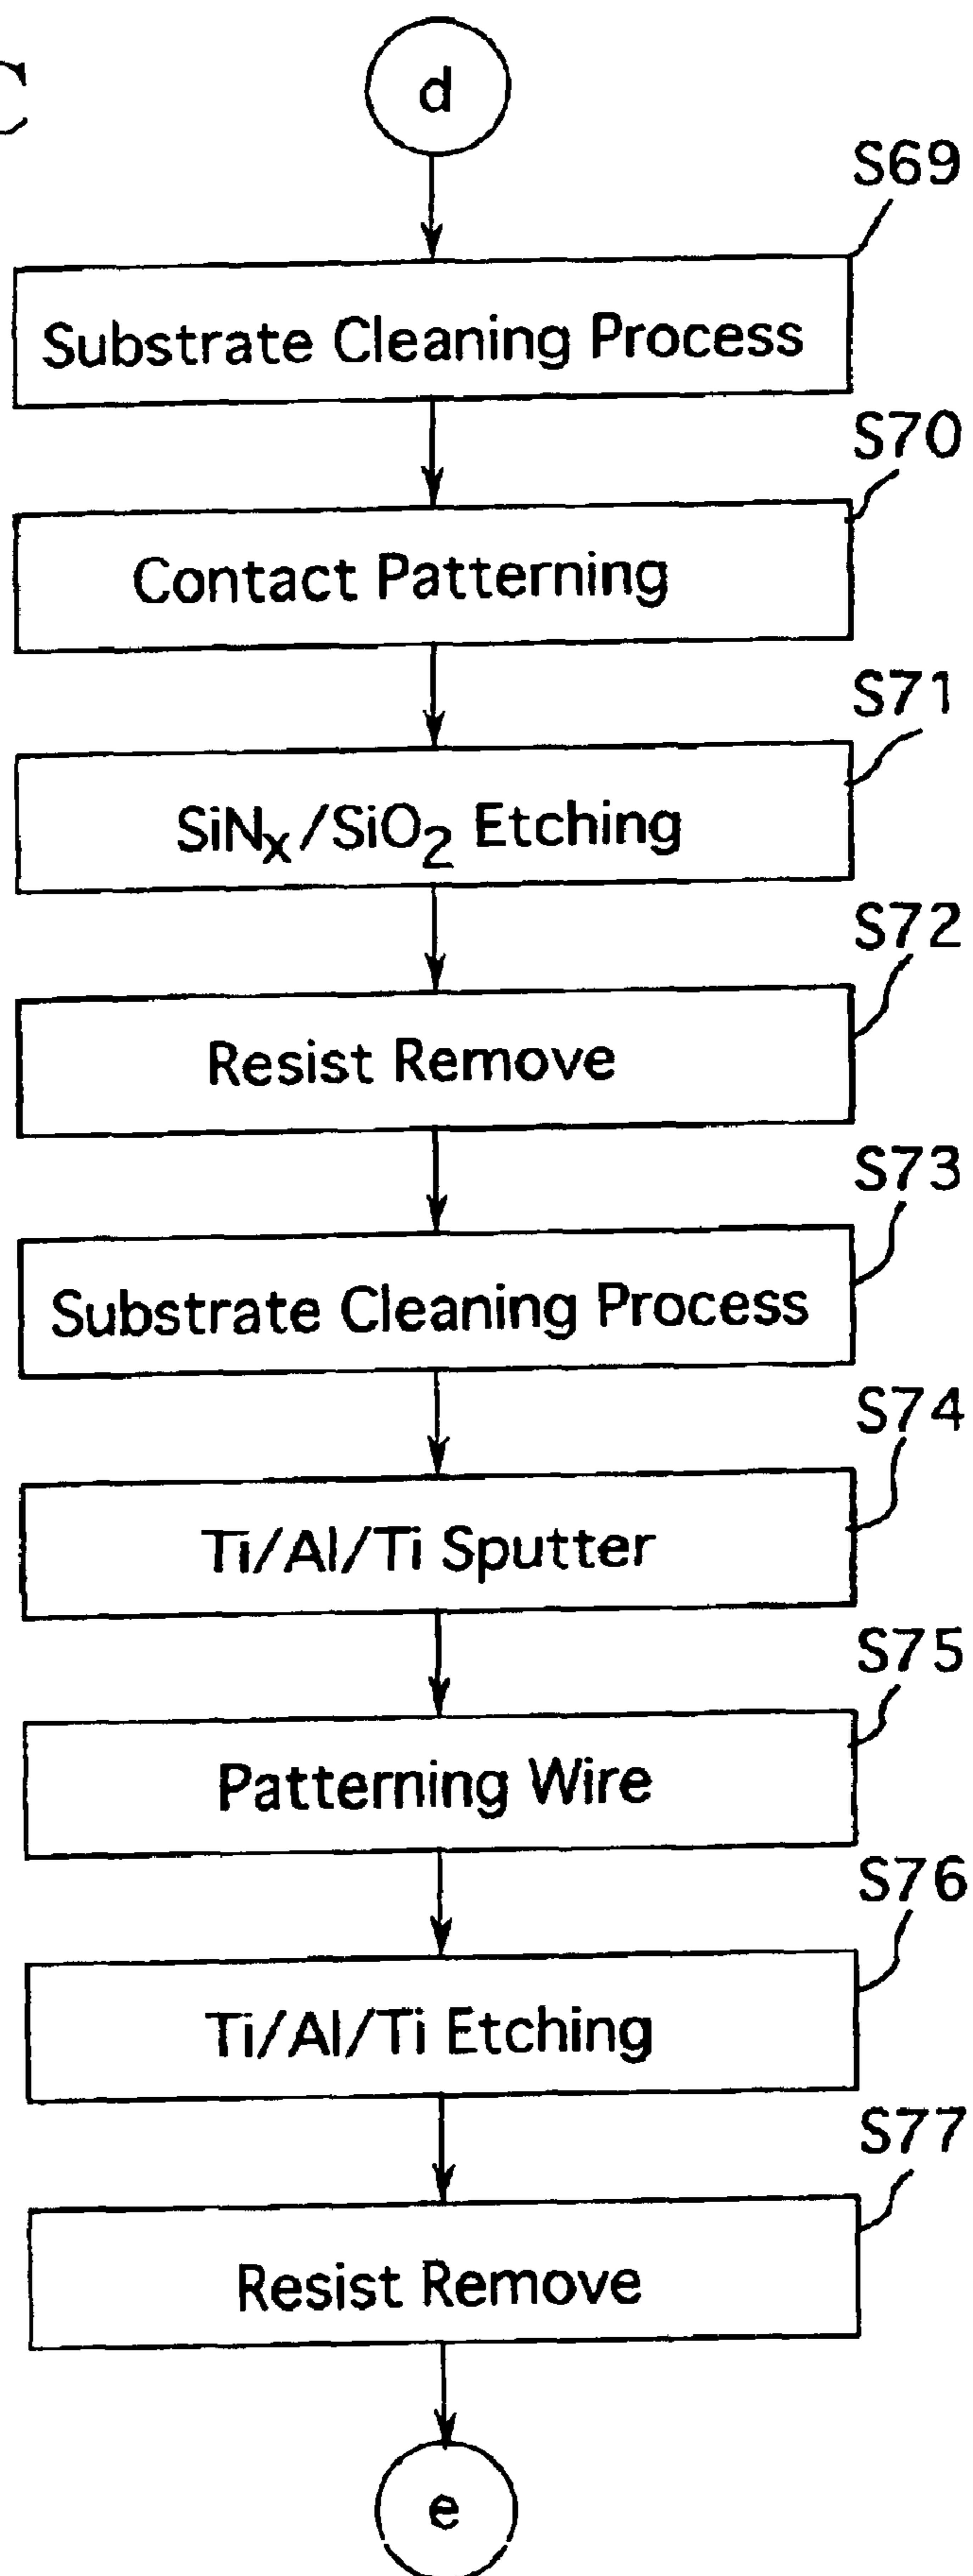 C
d
S69
Substrate Cleaning Process
S70
Contact Patterning
S71
SiNx/SiO2 Etching
S72
Resist Remove
S73
Substrate Cleaning Process
S74
Ti/Al/Ti Sputter
S75
Patterning Wire
S76
Ti/Al/Ti Etching
S77
Resist Remove
e